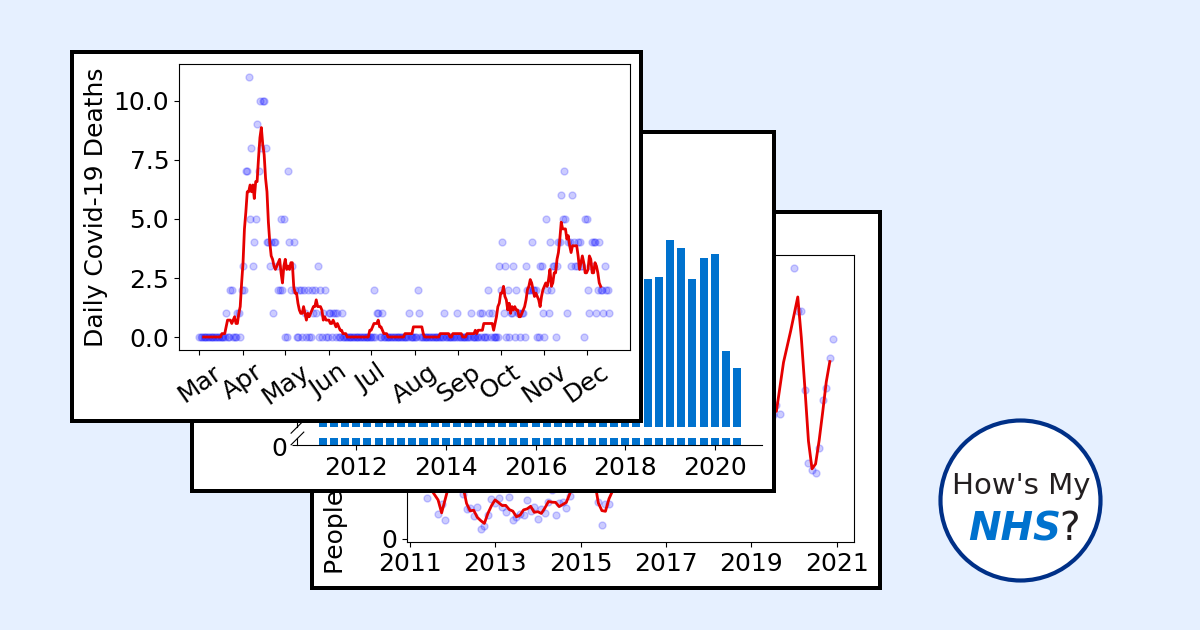 Daily Covid-19 Deaths
10.0
7.5
5.0
2.5
0.0
Mar Apr May Jun Jul Aug Sep Oct Nov Dec
0
2012 2014 2016 2018 2020
People
0
2011 2013 2015 2017 2019 2021
How's My
NHS?